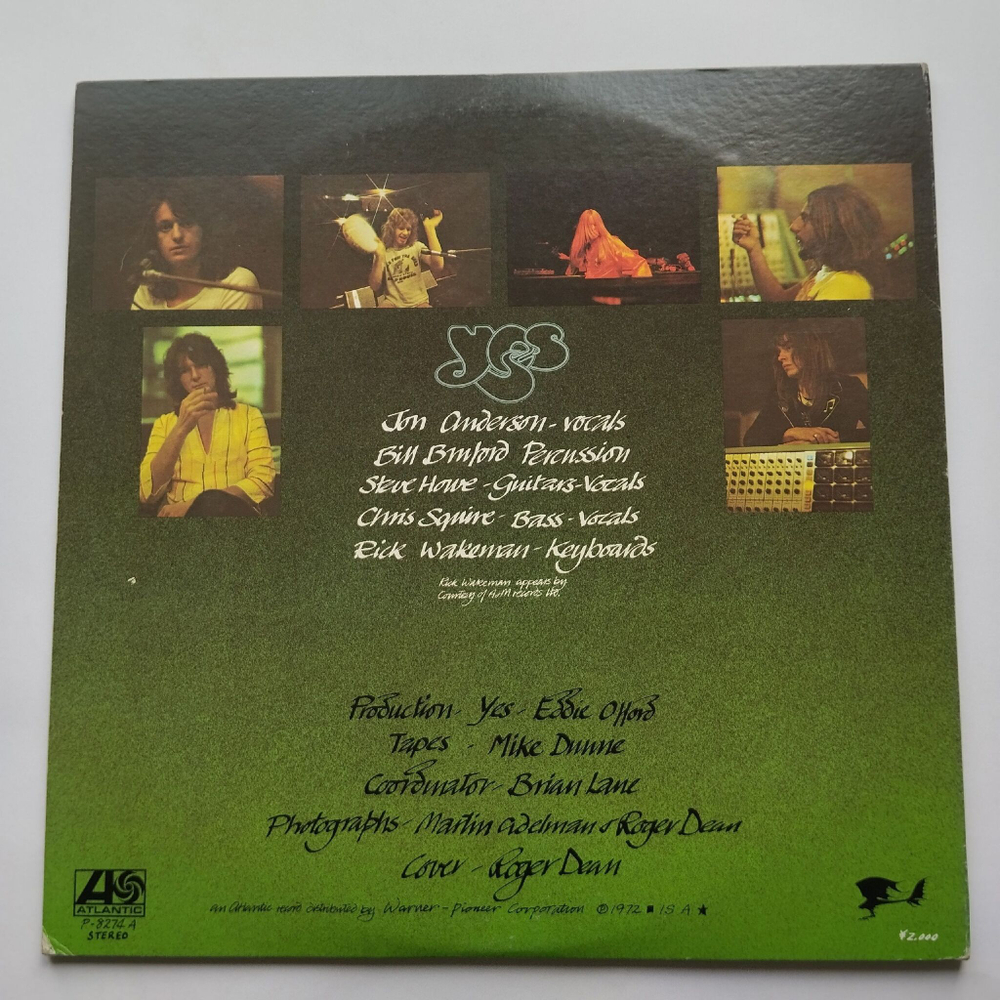 yes
Jon Anderson - vocals
Bill Bruford Percussion
Steve Howe - Guitars - Vocals
Chris Squire - Bass - Vocals
Rick Wakeman - Keyboards
Rick Wakeman appears by
Courtesy of A&M records ltd.
Production - Yes - Eddie Offord
Tapes - Mike Dunne
Coordinator - Brian Lane
Photographs - Martin Adelman & Roger Dean
Cover - Roger Dean
an Atlantic record distributed by Warner - Pioneer Corporation ℗ 1972 ■ IS A ★
ATLANTIC
P-8274A
STEREO
¥2,000